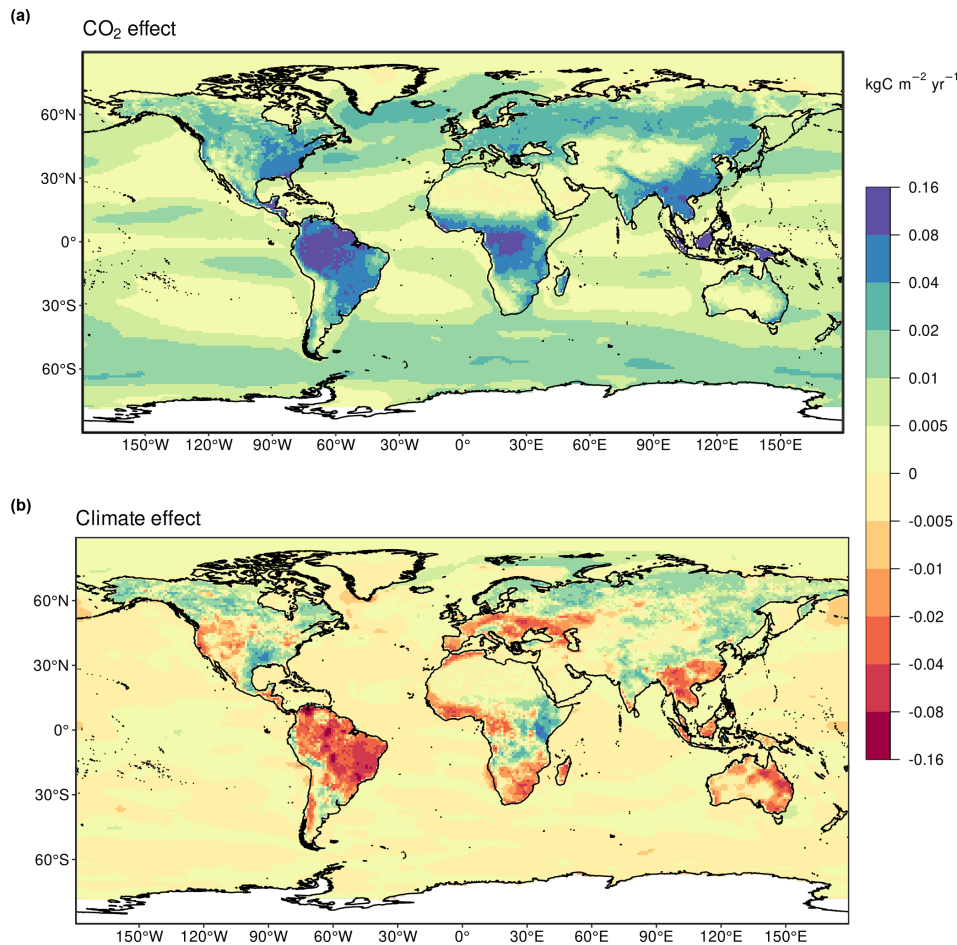 (a)
CO₂ effect
kgC m⁻² yr⁻¹
60°N
30°N
0°
30°S
60°S
150°W 120°W 90°W 60°W 30°W 0° 30°E 60°E 90°E 120°E 150°E
0.16
0.08
0.04
0.02
0.01
0.005
0
-0.005
-0.01
-0.02
-0.04
-0.08
-0.16
(b)
Climate effect
60°N
30°N
0°
30°S
60°S
150°W 120°W 90°W 60°W 30°W 0° 30°E 60°E 90°E 120°E 150°E